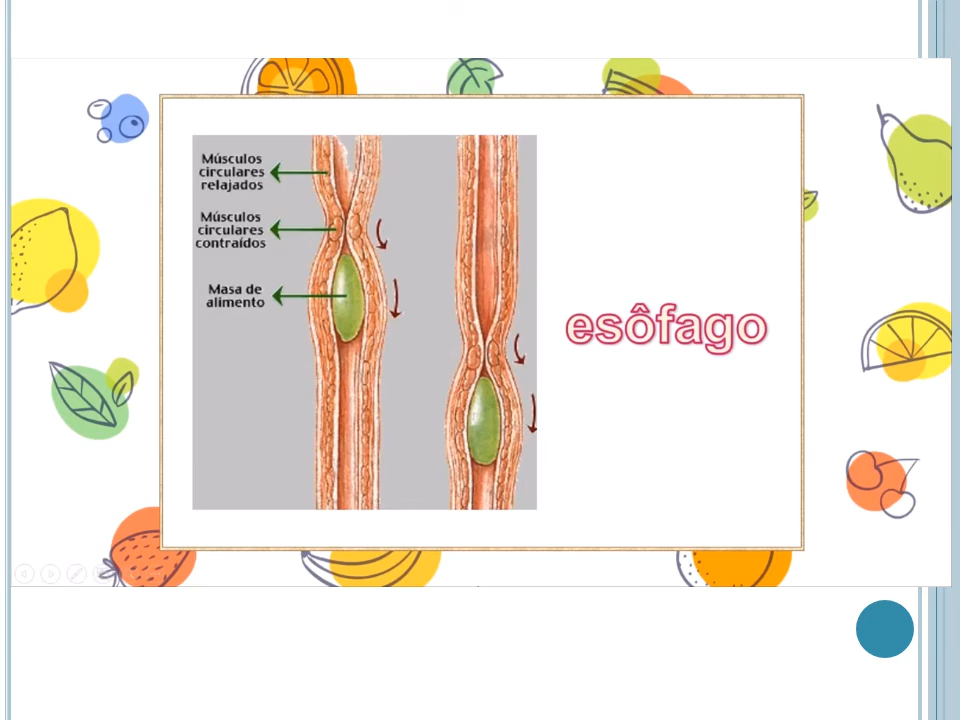 Músculos
circulares
relajados
Músculos
circulares
contraídos
Masa de
alimento
esôfago